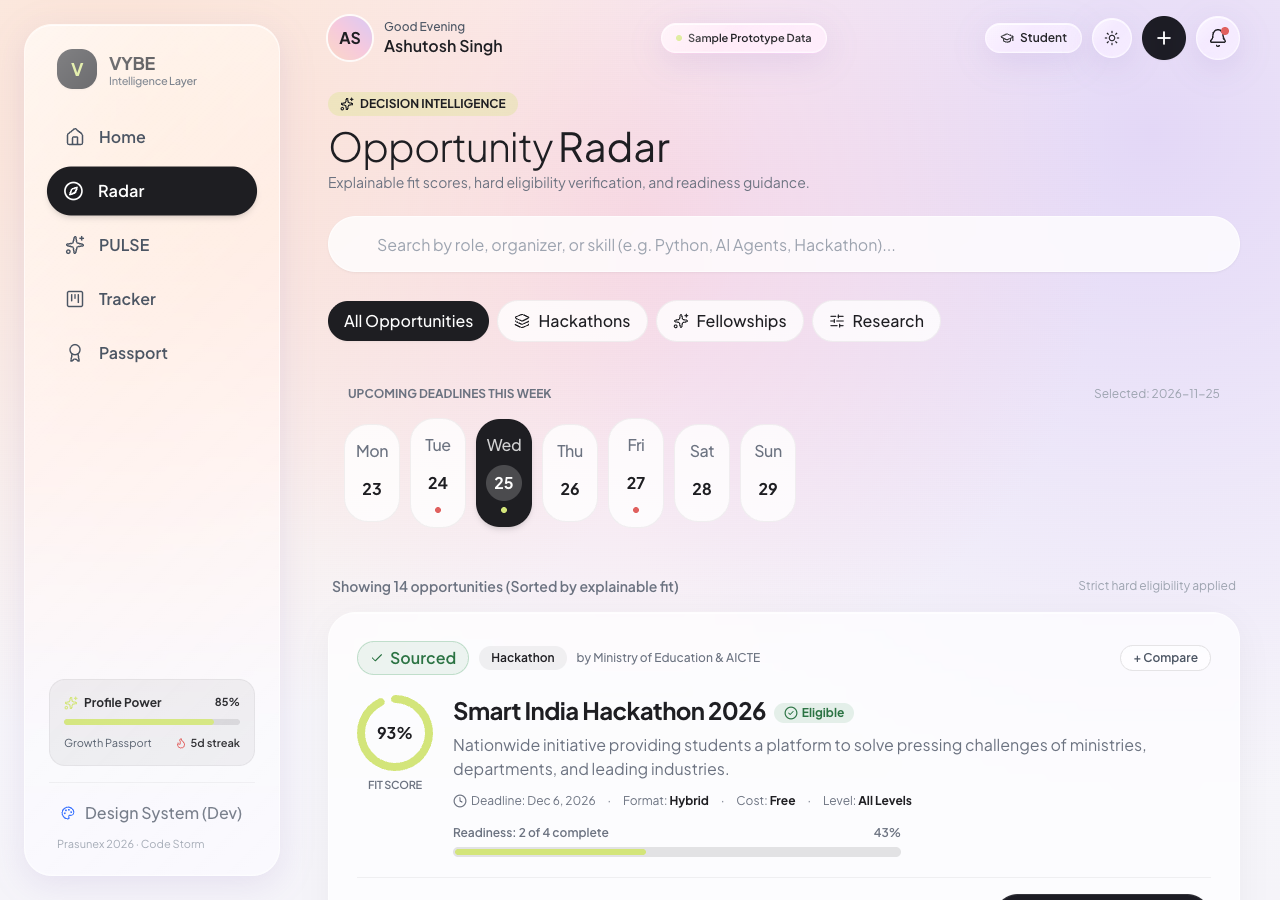 V
VYBE
Intelligence Layer
Home
Radar
PULSE
Tracker
Passport
Profile Power 85%
Growth Passport 5d streak
Design System (Dev)
Prasunex 2026 · Code Storm
AS
Good Evening
Ashutosh Singh
Sample Prototype Data
Student
DECISION INTELLIGENCE
Opportunity Radar
Explainable fit scores, hard eligibility verification, and readiness guidance.
Search by role, organizer, or skill (e.g. Python, AI Agents, Hackathon)...
All Opportunities Hackathons Fellowships Research
UPCOMING DEADLINES THIS WEEK Selected: 2026-11-25
Mon Tue Wed Thu Fri Sat Sun
23 24 25 26 27 28 29
Showing 14 opportunities (Sorted by explainable fit) Strict hard eligibility applied
Sourced Hackathon by Ministry of Education & AICTE + Compare
93%
FIT SCORE
Smart India Hackathon 2026 Eligible
Nationwide initiative providing students a platform to solve pressing challenges of ministries,
departments, and leading industries.
Deadline: Dec 6, 2026 · Format: Hybrid · Cost: Free · Level: All Levels
Readiness: 2 of 4 complete 43%